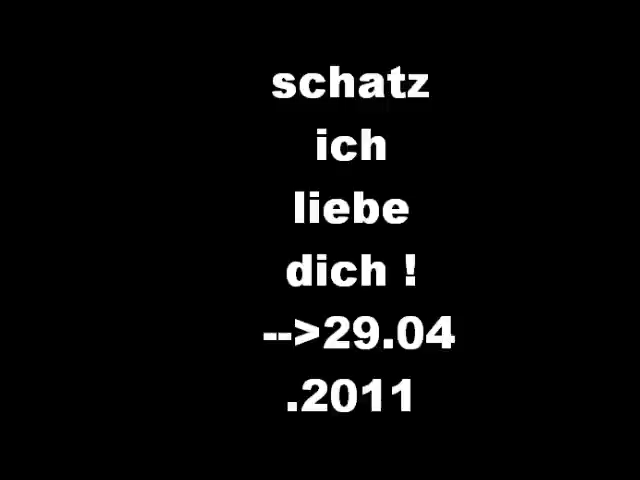 schatz
ich
liebe
dich !
-->29.04
.2011